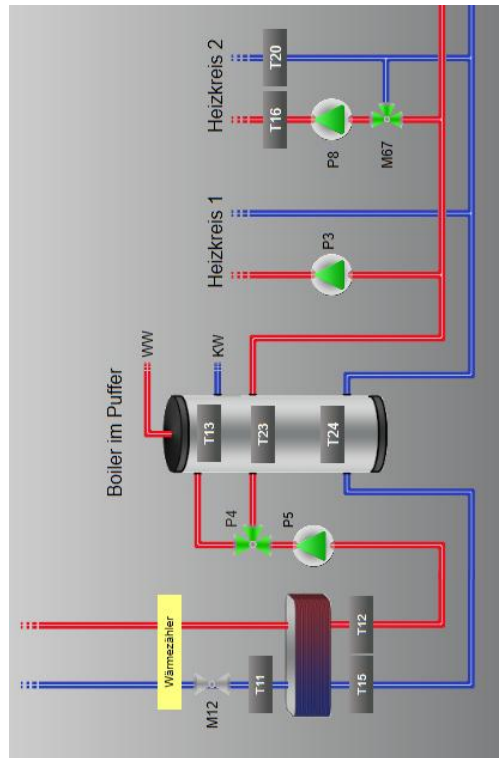 Heizkreis 2
T20
T16
P8
M67
Heizkreis 1
P3
Boiler im Puffer
WW
KW
T13
T23
T24
P4
P5
Wärmezähler
M12
T11
T12
T15